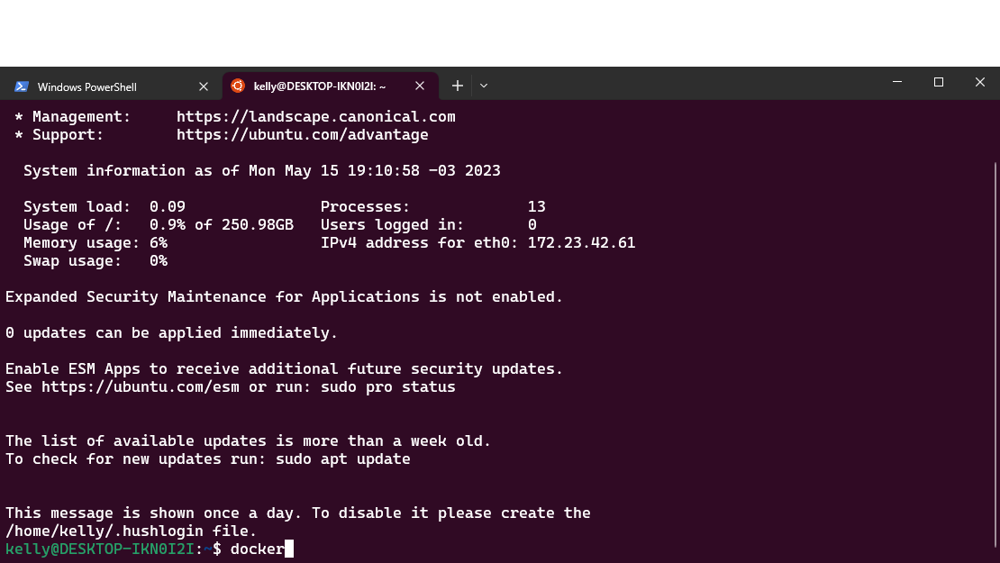 Windows PowerShell
kelly@DESKTOP-IKN0I2I: ~
* Management: https://landscape.canonical.com
* Support: https://ubuntu.com/advantage
System information as of Mon May 15 19:10:58 -03 2023
System load: 0.09 Processes: 13
Usage of /: 0.9% of 250.98GB Users logged in: 0
Memory usage: 6% IPv4 address for eth0: 172.23.42.61
Swap usage: 0%
Expanded Security Maintenance for Applications is not enabled.
0 updates can be applied immediately.
Enable ESM Apps to receive additional future security updates.
See https://ubuntu.com/esm or run: sudo pro status
The list of available updates is more than a week old.
To check for new updates run: sudo apt update
This message is shown once a day. To disable it please create the
/home/kelly/.hushlogin file.
kelly@DESKTOP-IKN0I2I:~$ docker